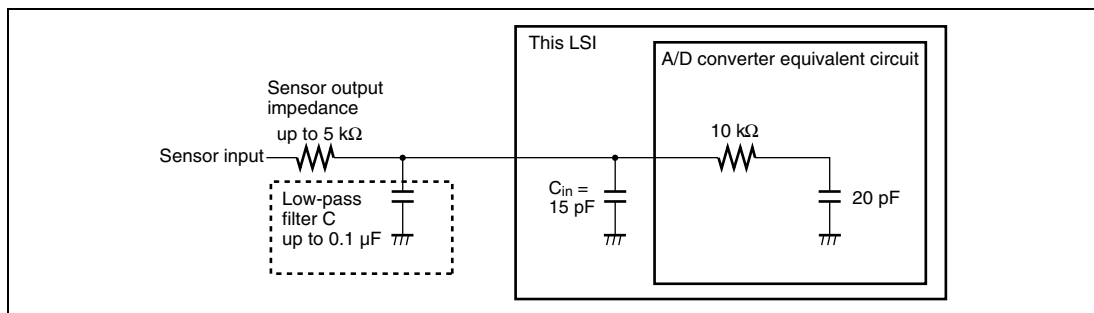 This LSI
A/D converter equivalent circuit
Sensor output
impedance
up to 5 kΩ
10 kΩ
Sensor input
Low-pass
filter C
up to 0.1 μF
Cin =
15 pF
20 pF